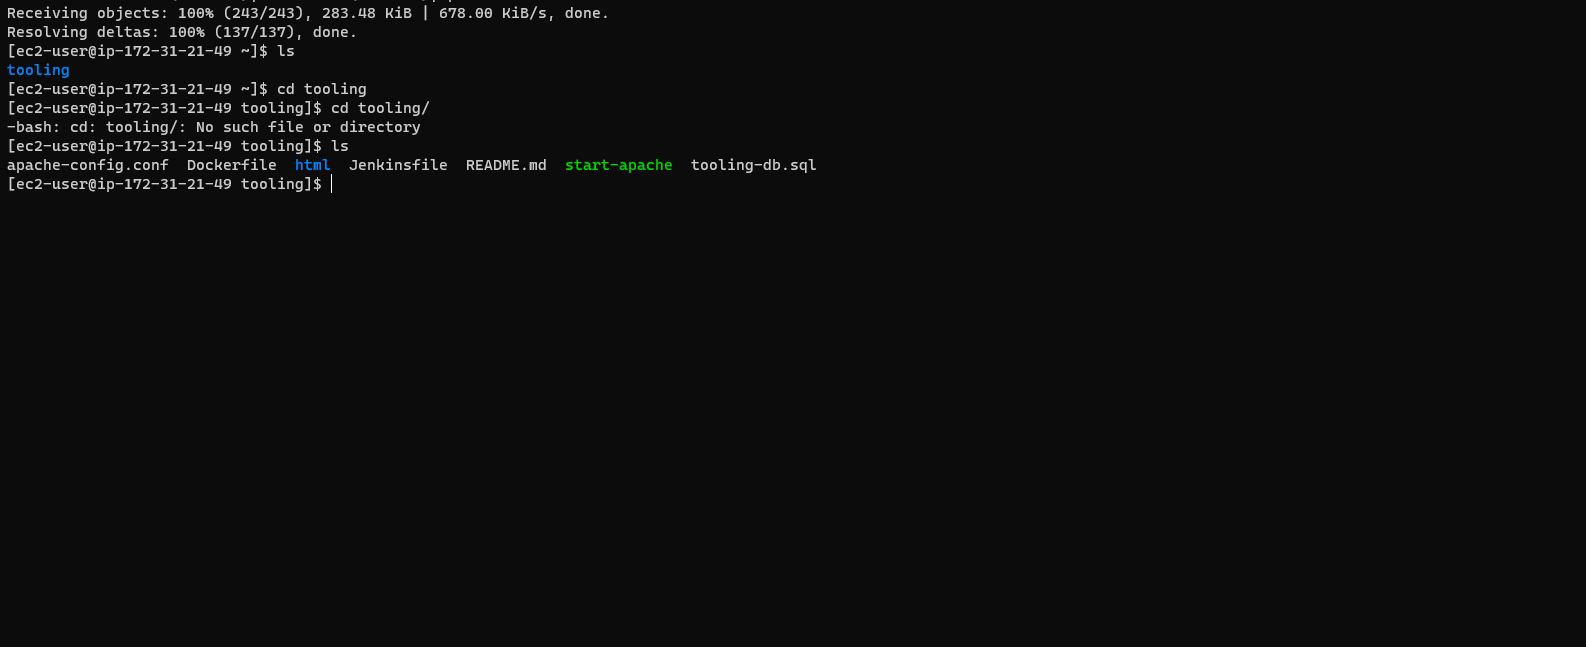 Receiving objects: 100% (243/243), 283.48 KiB | 678.00 KiB/s, done.
Resolving deltas: 100% (137/137), done.
[ec2-user@ip-172-31-21-49 ~]$ ls
tooling
[ec2-user@ip-172-31-21-49 ~]$ cd tooling
[ec2-user@ip-172-31-21-49 tooling]$ cd tooling/
-bash: cd: tooling/: No such file or directory
[ec2-user@ip-172-31-21-49 tooling]$ ls
apache-config.conf  Dockerfile  html  Jenkinsfile  README.md  start-apache  tooling-db.sql
[ec2-user@ip-172-31-21-49 tooling]$